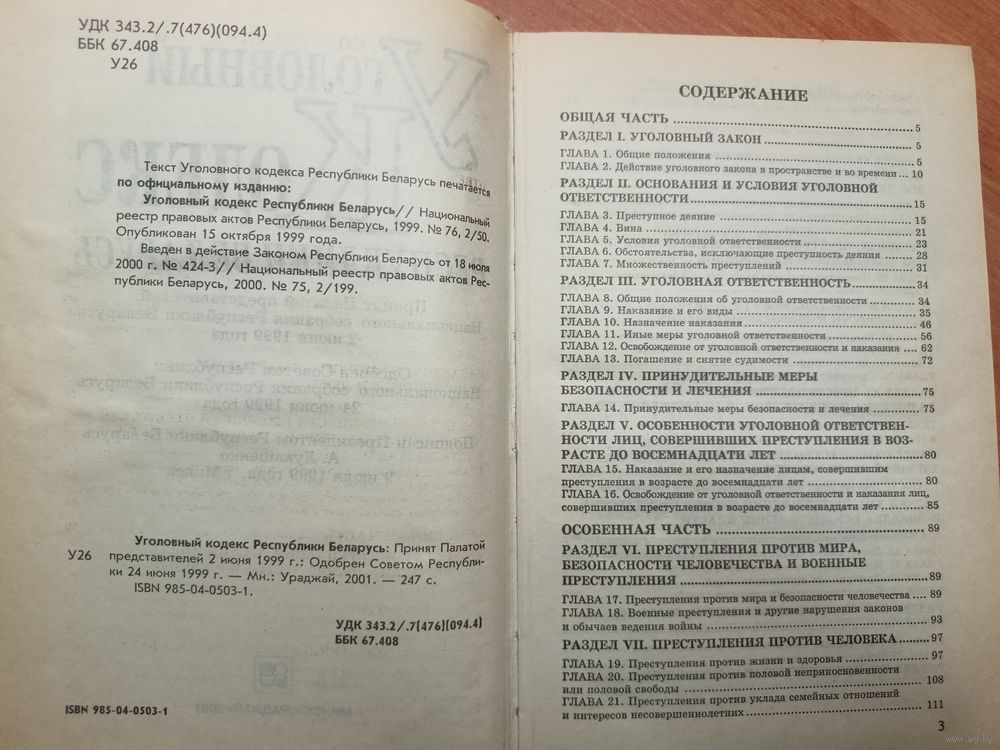 УДК 343.2/.7(476)(094.4)
ББК 67.408
У26
Текст Уголовного кодекса Республики Беларусь печатается
по официальному изданию:
Уголовный кодекс Республики Беларусь// Национальный
реестр правовых актов Республики Беларусь, 1999. № 76, 2/50.
Опубликован 15 октября 1999 года.
Введен в действие Законом Республики Беларусь от 18 июля
2000 г. № 424-З// Национальный реестр правовых актов Рес-
публики Беларусь, 2000. № 75, 2/199.
Уголовный кодекс Республики Беларусь: Принят Палатой
У26 представителей 2 июня 1999 г.: Одобрен Советом Республи-
ки 24 июня 1999 г. — Мн.: Ураджай, 2001. — 247 с.
ISBN 985-04-0503-1.
УДК 343.2/.7(476)(094.4)
ББК 67.408
ISBN 985-04-0503-1
СОДЕРЖАНИЕ
ОБЩАЯ ЧАСТЬ ... 5
РАЗДЕЛ I. УГОЛОВНЫЙ ЗАКОН ... 5
ГЛАВА 1. Общие положения ... 5
ГЛАВА 2. Действие уголовного закона в пространстве и во времени ... 10
РАЗДЕЛ II. ОСНОВАНИЯ И УСЛОВИЯ УГОЛОВНОЙ
ОТВЕТСТВЕННОСТИ ... 15
ГЛАВА 3. Преступное деяние ... 15
ГЛАВА 4. Вина ... 21
ГЛАВА 5. Условия уголовной ответственности ... 23
ГЛАВА 6. Обстоятельства, исключающие преступность деяния ... 28
ГЛАВА 7. Множественность преступлений ... 31
РАЗДЕЛ III. УГОЛОВНАЯ ОТВЕТСТВЕННОСТЬ ... 34
ГЛАВА 8. Общие положения об уголовной ответственности ... 34
ГЛАВА 9. Наказание и его виды ... 35
ГЛАВА 10. Назначение наказания ... 46
ГЛАВА 11. Иные меры уголовной ответственности ... 56
ГЛАВА 12. Освобождение от уголовной ответственности и наказания ... 62
ГЛАВА 13. Погашение и снятие судимости ... 72
РАЗДЕЛ IV. ПРИНУДИТЕЛЬНЫЕ МЕРЫ
БЕЗОПАСНОСТИ И ЛЕЧЕНИЯ ... 75
ГЛАВА 14. Принудительные меры безопасности и лечения ... 75
РАЗДЕЛ V. ОСОБЕННОСТИ УГОЛОВНОЙ ОТВЕТСТВЕН-
НОСТИ ЛИЦ, СОВЕРШИВШИХ ПРЕСТУПЛЕНИЯ В ВОЗ-
РАСТЕ ДО ВОСЕМНАДЦАТИ ЛЕТ ... 80
ГЛАВА 15. Наказание и его назначение лицам, совершившим
преступления в возрасте до восемнадцати лет ... 80
ГЛАВА 16. Освобождение от уголовной ответственности и наказания лиц,
совершивших преступления в возрасте до восемнадцати лет ... 85
ОСОБЕННАЯ ЧАСТЬ ... 89
РАЗДЕЛ VI. ПРЕСТУПЛЕНИЯ ПРОТИВ МИРА,
БЕЗОПАСНОСТИ ЧЕЛОВЕЧЕСТВА И ВОЕННЫЕ
ПРЕСТУПЛЕНИЯ ... 89
ГЛАВА 17. Преступления против мира и безопасности человечества ... 89
ГЛАВА 18. Военные преступления и другие нарушения законов
и обычаев ведения войны ... 93
РАЗДЕЛ VII. ПРЕСТУПЛЕНИЯ ПРОТИВ ЧЕЛОВЕКА ... 97
ГЛАВА 19. Преступления против жизни и здоровья ... 97
ГЛАВА 20. Преступления против половой неприкосновенности
или половой свободы ... 108
ГЛАВА 21. Преступления против уклада семейных отношений
и интересов несовершеннолетних ... 111
3
www.ay.by